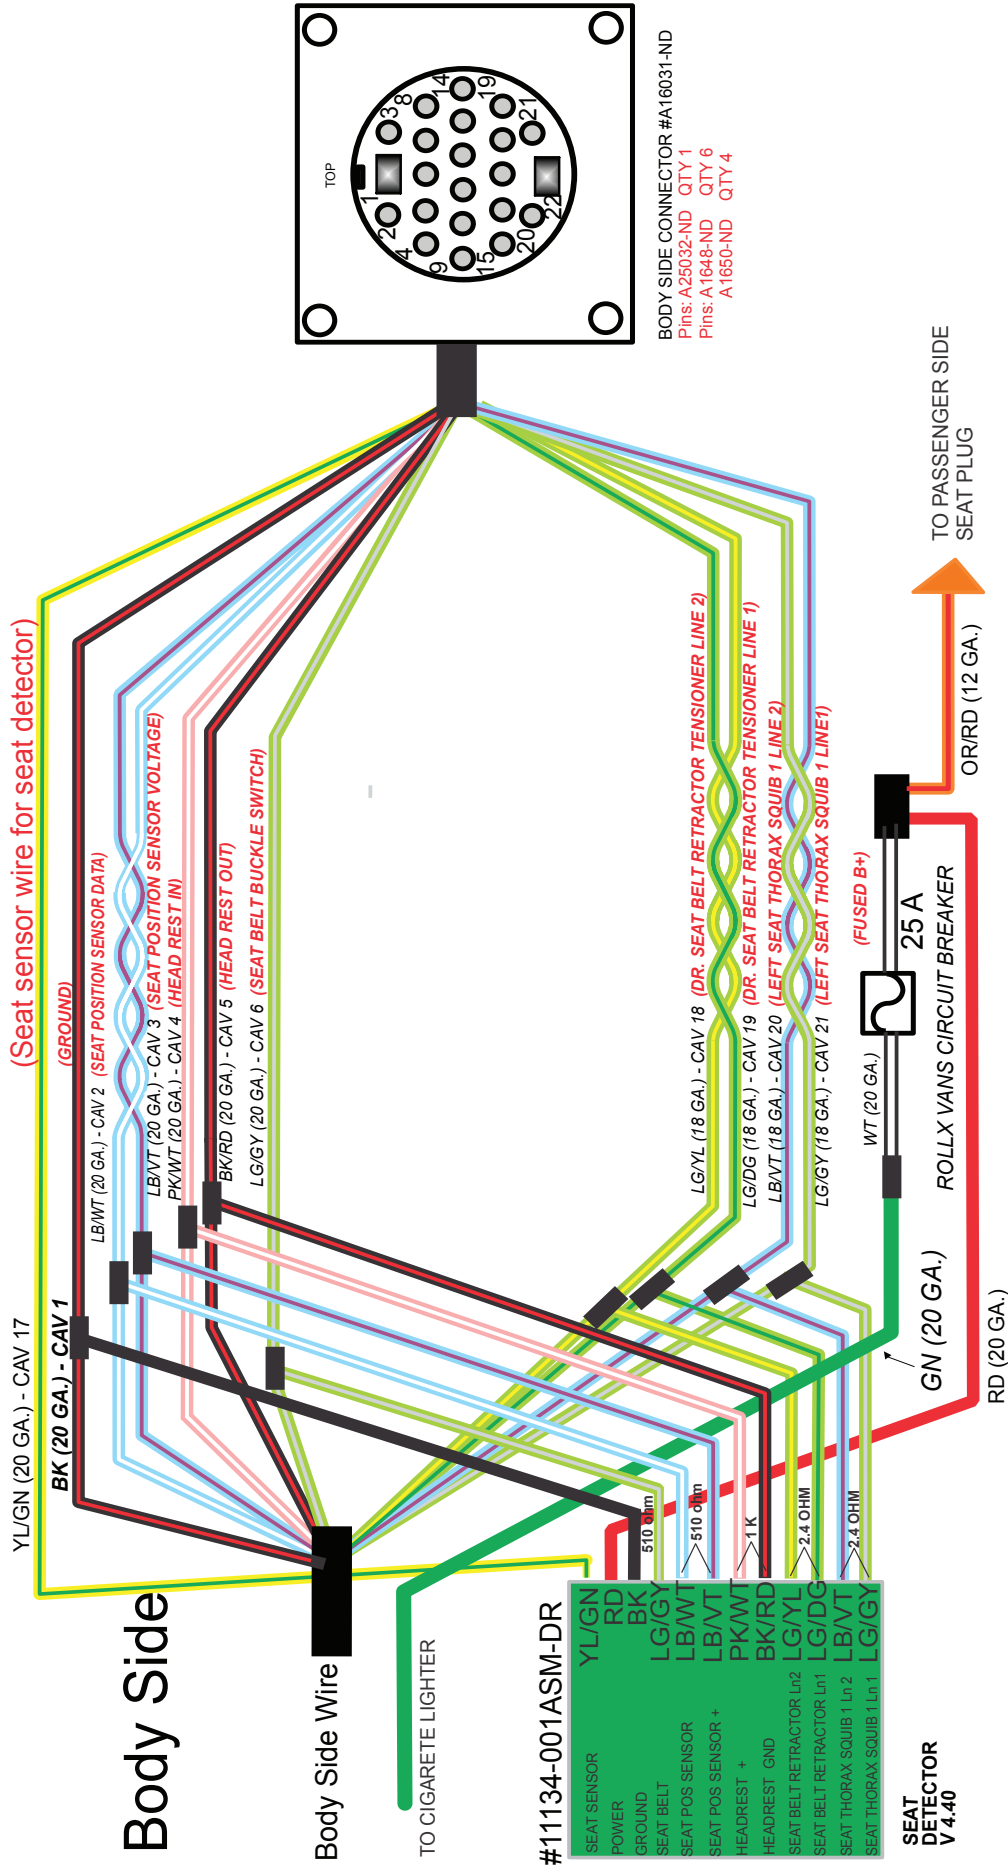 Body Side
(Seat sensor wire for seat detector)
YL/GN (20 GA.) - CAV 17
(GROUND)
BK (20 GA.) - CAV 1
LB/WT (20 GA.) - CAV 2 (SEAT POSITION SENSOR DATA)
LB/VT (20 GA.) - CAV 3 (SEAT POSITION SENSOR VOLTAGE)
PK/WT (20 GA.) - CAV 4 (HEAD REST IN)
BK/RD (20 GA.) - CAV 5 (HEAD REST OUT)
LG/GY (20 GA.) - CAV 6 (SEAT BELT BUCKLE SWITCH)
Body Side Wire
TO CIGARETE LIGHTER
TOP
1
2
3
4
8
9
14
15
19
20
21
22
BODY SIDE CONNECTOR #A16031-ND
Pins: A25032-ND QTY 1
Pins: A1648-ND QTY 6
A1650-ND QTY 4
LG/YL (18 GA.) - CAV 18 (DR. SEAT BELT RETRACTOR TENSIONER LINE 2)
LG/DG (18 GA.) - CAV 19 (DR. SEAT BELT RETRACTOR TENSIONER LINE 1)
LB/VT (18 GA.) - CAV 20 (LEFT SEAT THORAX SQUIB 1 LINE 2)
LG/GY (18 GA.) - CAV 21 (LEFT SEAT THORAX SQUIB 1 LINE1)
WT (20 GA.)
(FUSED B+)
25 A
ROLLX VANS CIRCUIT BREAKER
GN (20 GA.)
RD (20 GA.)
OR/RD (12 GA.)
TO PASSENGER SIDE
SEAT PLUG
#11134-001ASM-DR
SEAT SENSOR YL/GN
POWER RD
GROUND BK
SEAT BELT LG/GY 510 ohm
SEAT POS SENSOR LB/WT
510 ohm
SEAT POS SENSOR + LB/VT
HEADREST + PK/WT
1 K
HEADREST GND BK/RD
SEAT BELT RETRACTOR Ln2 LG/YL
2.4 OHM
SEAT BELT RETRACTOR Ln1 LG/DG
SEAT THORAX SQUIB 1 Ln 2 LB/VT
2.4 OHM
SEAT THORAX SQUIB 1 Ln 1 LG/GY
SEAT
DETECTOR
V 4.40